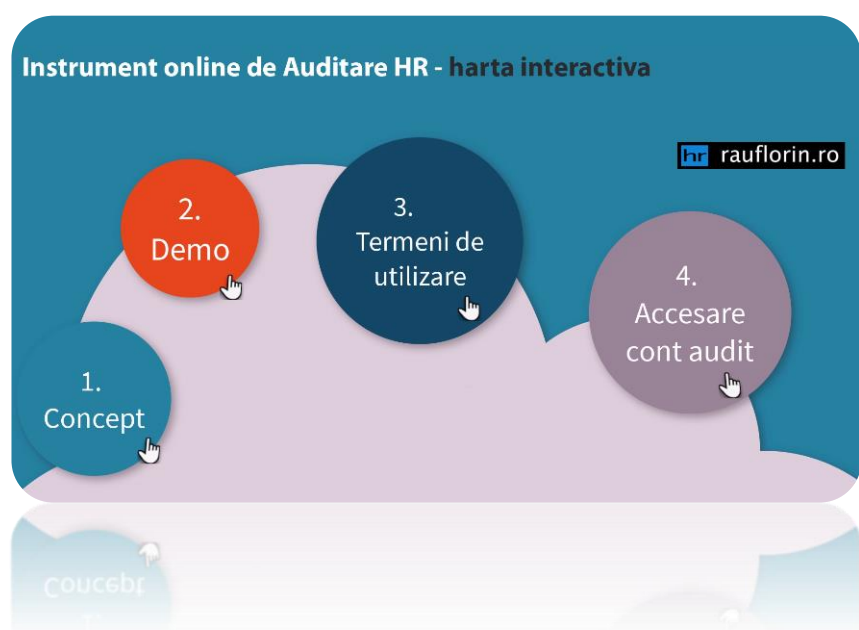 Instrument online de Auditare HR - harta interactiva
hr rauflorin.ro
2.
Demo
3.
Termeni de
utilizare
4.
Accesare
cont audit
1.
Concept